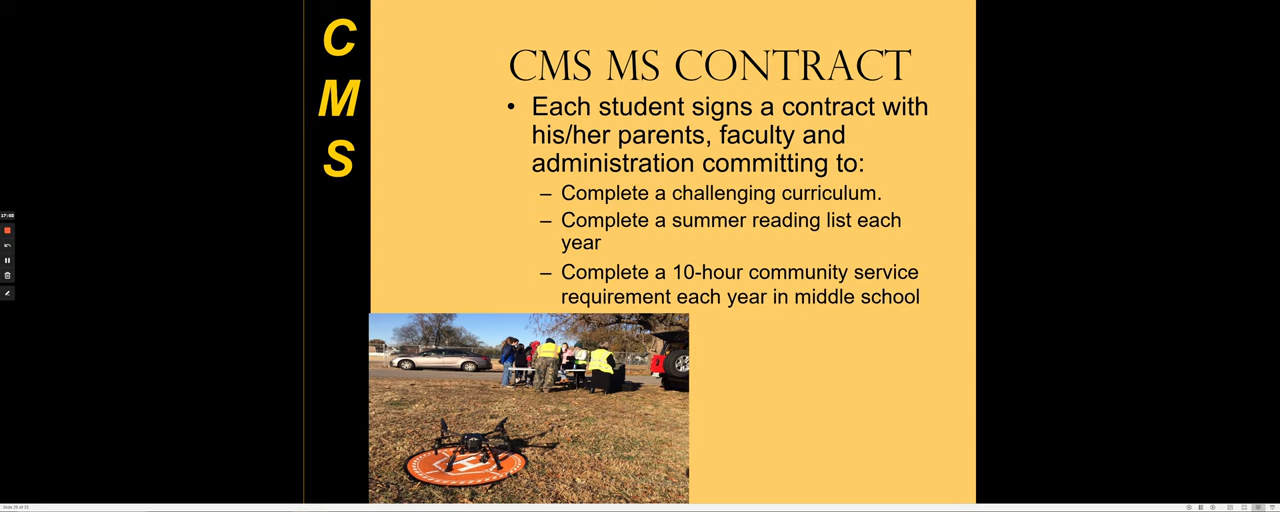 C
M
S
CMS MS CONTRACT
• Each student signs a contract with
his/her parents, faculty and
administration committing to:
– Complete a challenging curriculum.
– Complete a summer reading list each
year
– Complete a 10-hour community service
requirement each year in middle school
H